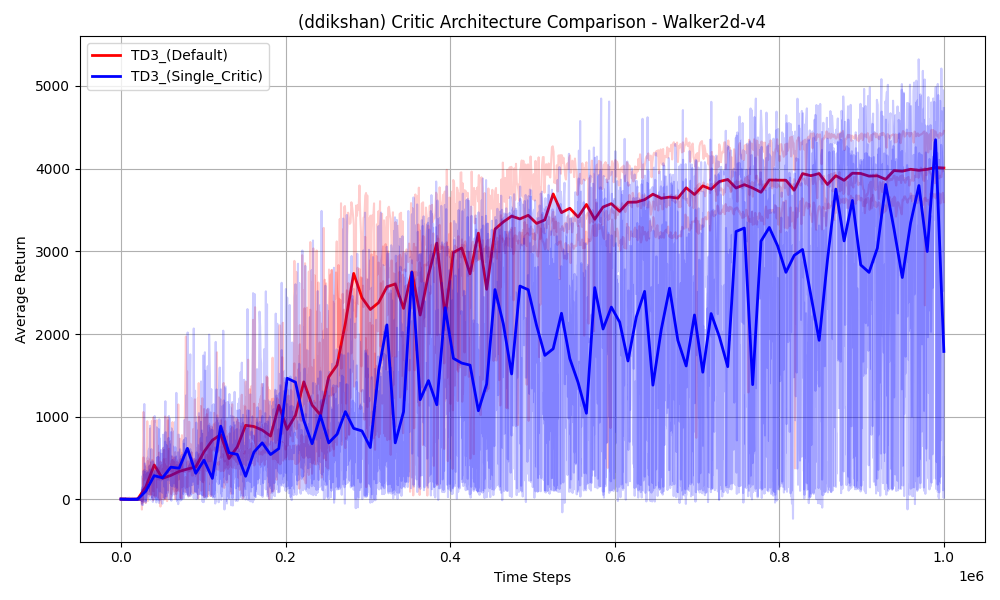 (ddikshan) Critic Architecture Comparison - Walker2d-v4
TD3_(Default)
TD3_(Single_Critic)
Average Return
5000
4000
3000
2000
1000
0
0.0 0.2 0.4 0.6 0.8 1.0
1e6
Time Steps